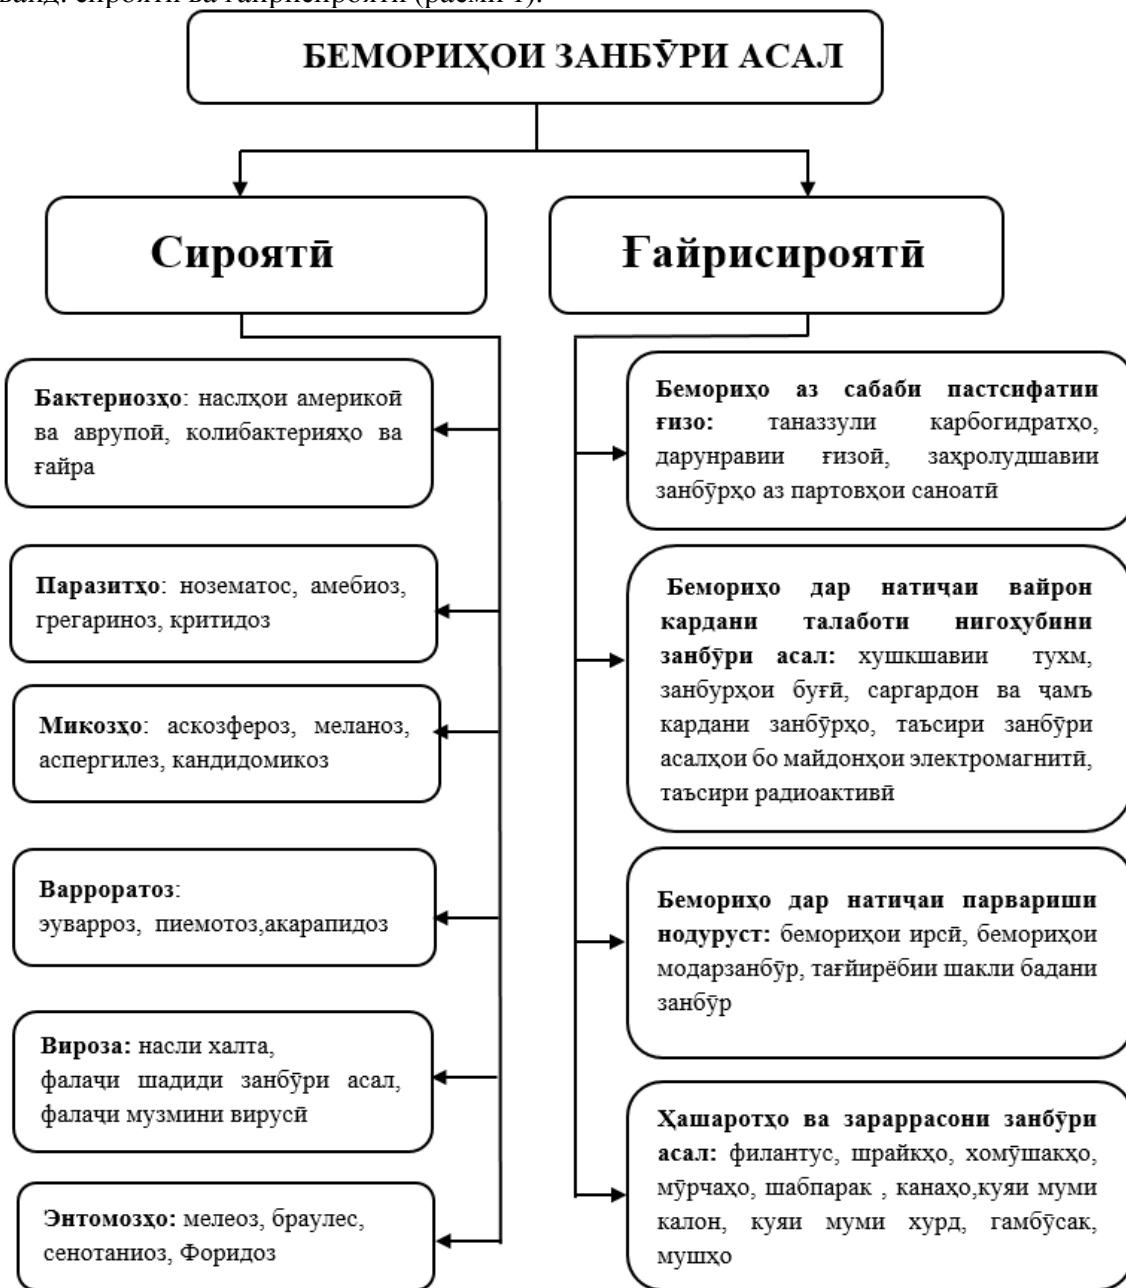 БЕМОРИҲОИ ЗАНБӮРИ АСАЛ
Сироятӣ
Ғайрисироятӣ
Бактериозҳо: наслҳои америкоӣ
ва аврупоӣ, колибактерияҳо ва
ғайра
Паразитҳо: нозематос, амебиоз,
грегариноз, критидоз
Микозҳо: аскозфероз, меланоз,
аспергилез, кандидомикоз
Варроратоз:
эуварроз, пиемотоз,акарапидоз
Вироза: насли халта,
фалаҷи шадиди занбӯри асал,
фалаҷи музмини вирусӣ
Энтомозҳо: мелеоз, браулес,
сенотаниоз, Форидоз
Бемориҳо аз сабаби пастсифатии
ғизо: таназзули карбогидратҳо,
дарунравии ғизоӣ, заҳролудшавии
занбӯрҳо аз партовҳои саноатӣ
Бемориҳо дар натиҷаи вайрон
кардани талаботи нигоҳубини
занбӯри асал: хушкшавии тухм,
занбурҳои буғӣ, саргардон ва ҷамъ
кардани занбӯрҳо, таъсири занбӯри
асалҳои бо майдонҳои электромагнитӣ,
таъсири радиоактивӣ
Бемориҳо дар натиҷаи парвариши
нодуруст: бемориҳои ирсӣ, бемориҳои
модарзанбӯр, тағйирёбии шакли бадани
занбӯр
Ҳашаротҳо ва зараррасони занбӯри
асал: филантус, шрайкҳо, хомӯшакҳо,
мӯрчаҳо, шабпарак , канаҳо,куяи муми
калон, куяи муми хурд, гамбӯсак,
мушҳо